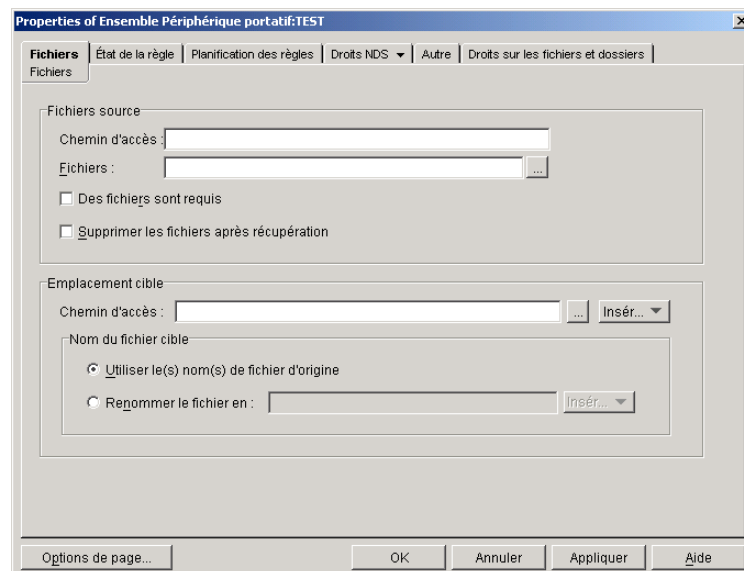 Properties of Ensemble Périphérique portatif:TEST
Fichiers État de la règle Planification des règles Droits NDS Autre Droits sur les fichiers et dossiers
Fichiers
Fichiers source
Chemin d'accès :
Fichiers : ...
Des fichiers sont requis
Supprimer les fichiers après récupération
Emplacement cible
Chemin d'accès : ... Insér...
Nom du fichier cible
Utiliser le(s) nom(s) de fichier d'origine
Renommer le fichier en : Insér...
Options de page... OK Annuler Appliquer Aide